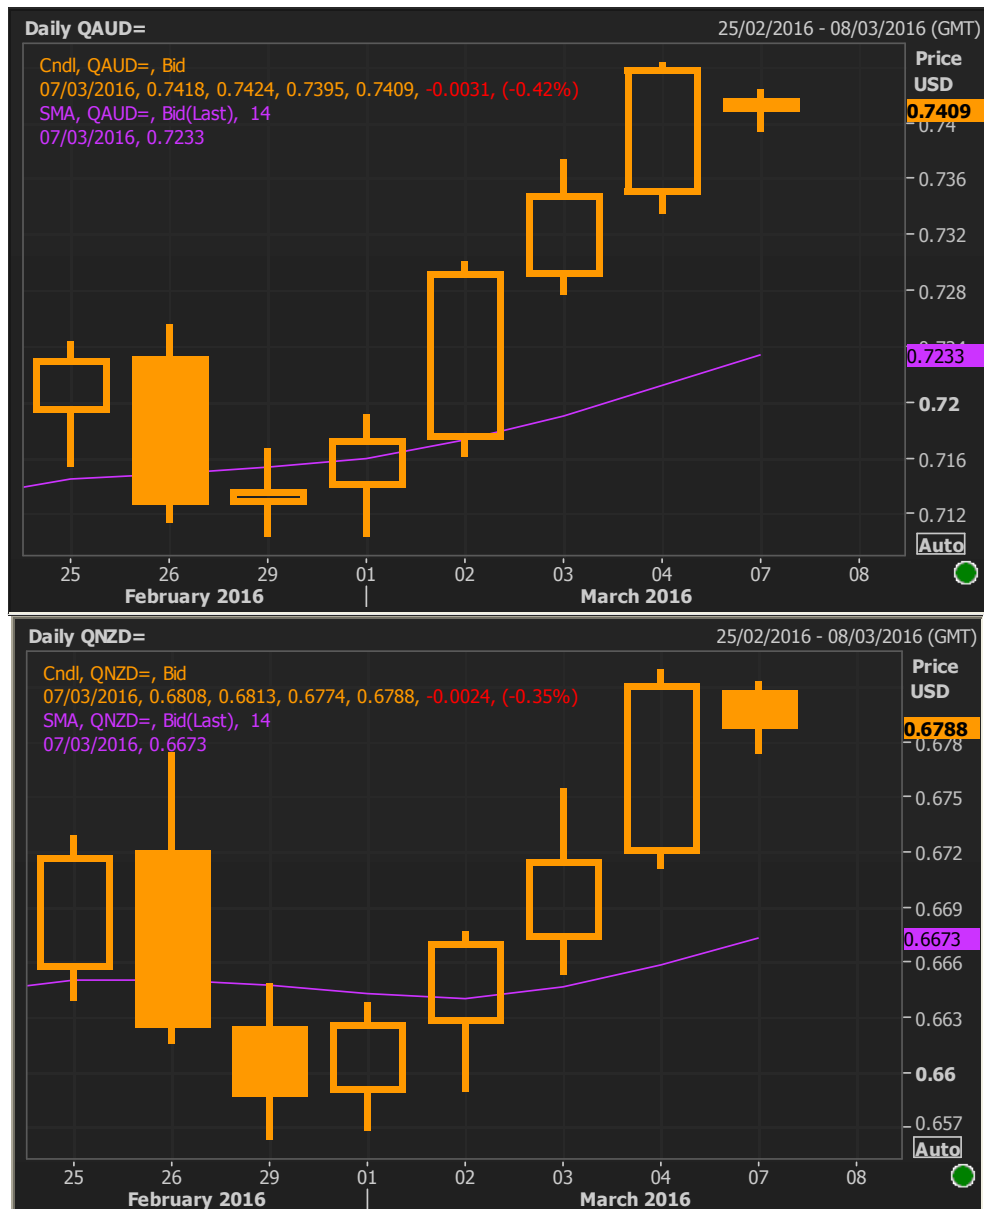 Daily QAUD= 25/02/2016 - 08/03/2016 (GMT)
Price
USD
Cndl, QAUD=, Bid
07/03/2016, 0.7418, 0.7424, 0.7395, 0.7409, -0.0031, (-0.42%)
SMA, QAUD=, Bid(Last), 14
07/03/2016, 0.7233
0.7409
0.74
0.736
0.732
0.728
0.724
0.7233
0.72
0.716
0.712
Auto
25 26 29 01 02 03 04 07 08
February 2016 March 2016
Daily QNZD= 25/02/2016 - 08/03/2016 (GMT)
Price
USD
Cndl, QNZD=, Bid
07/03/2016, 0.6808, 0.6813, 0.6774, 0.6788, -0.0024, (-0.35%)
SMA, QNZD=, Bid(Last), 14
07/03/2016, 0.6673
0.6788
0.678
0.675
0.672
0.669
0.6673
0.666
0.663
0.66
0.657
Auto
25 26 29 01 02 03 04 07 08
February 2016 March 2016